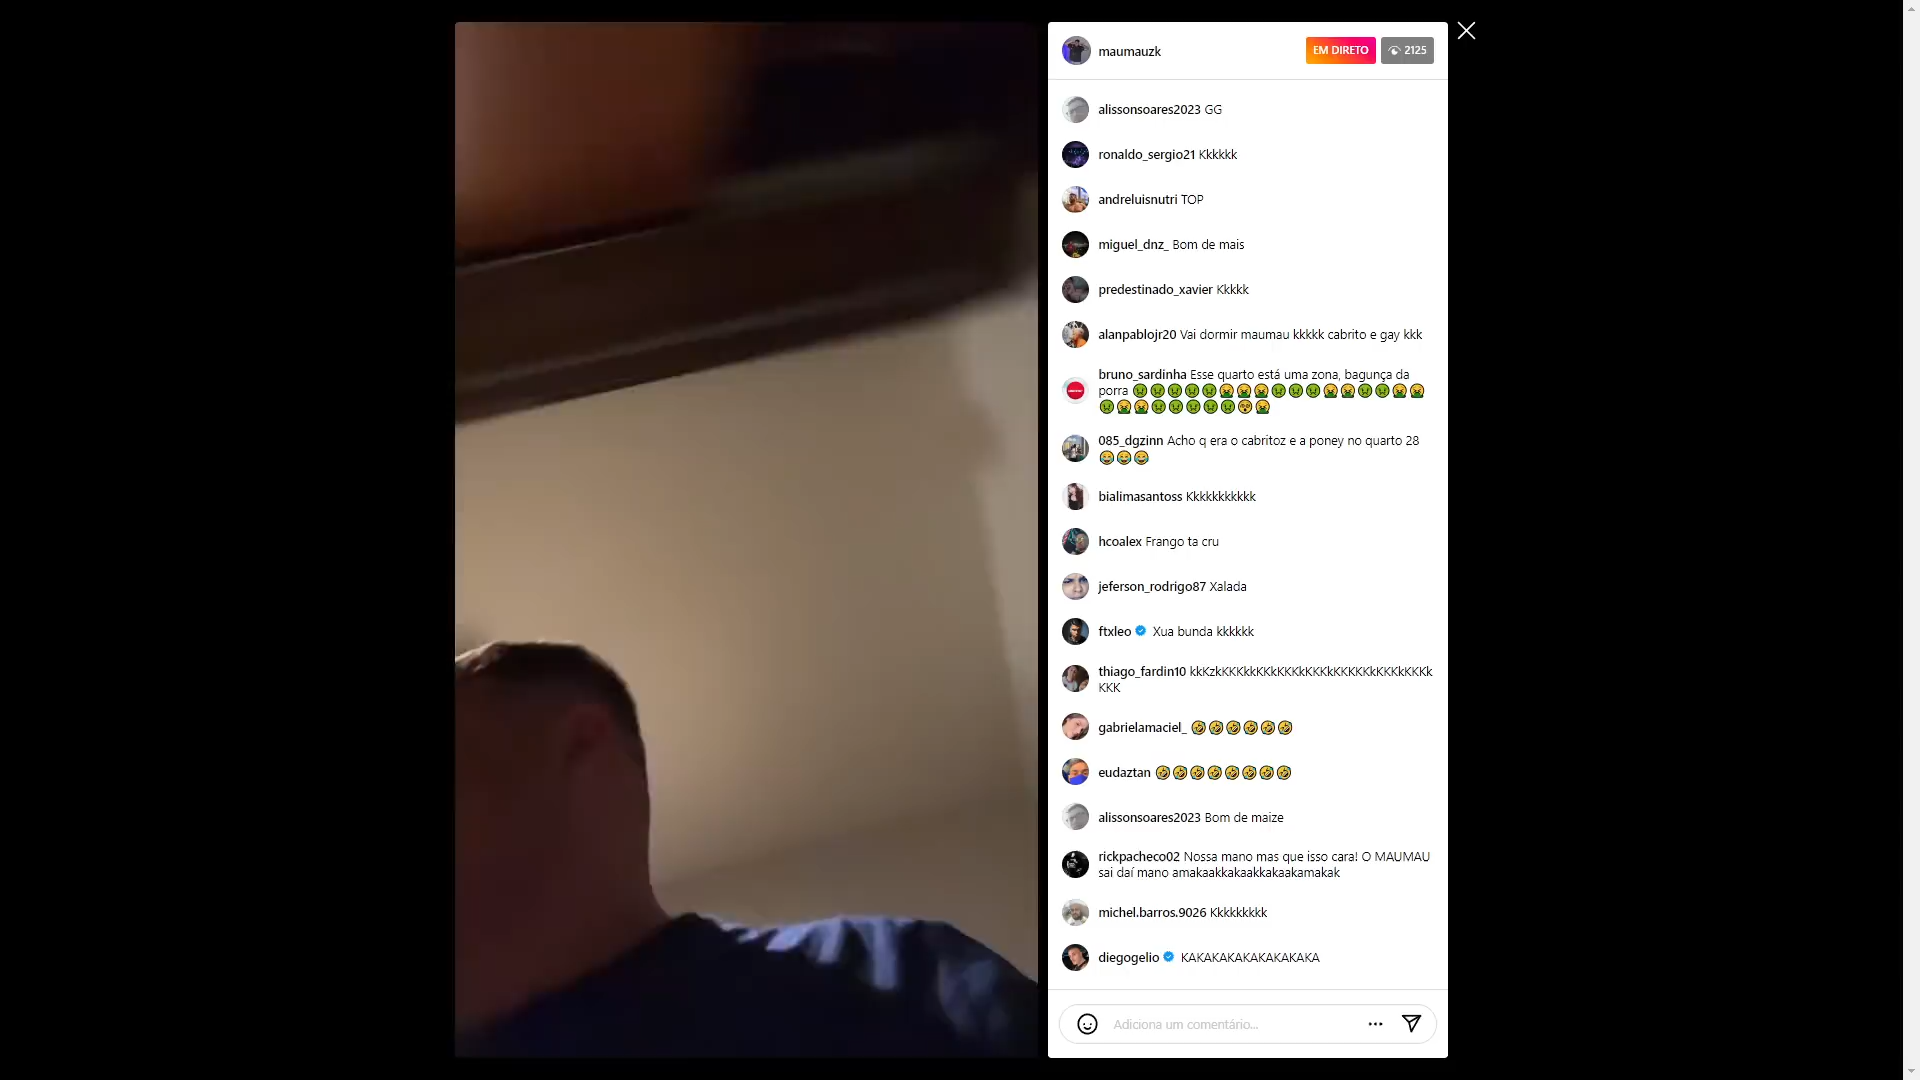 maumauzk
EM DIRETO
2125
alissonsoares2023 GG
ronaldo_sergio21 Kkkkkk
andreluisnutri TOP
miguel_dnz_ Bom de mais
predestinado_xavier Kkkkk
alanpablojr20 Vai dormir maumau kkkkk cabrito e gay kkk
bruno_sardinha Esse quarto está uma zona, bagunça da
porra 🤢🤢🤢🤢🤢🤮🤮🤮🤢🤢🤢🤮🤮🤢🤢🤮🤮
🤢🤮🤮🤢🤢🤢🤢🤢😵🤮
085_dgzinn Acho q era o cabritoz e a poney no quarto 28
😂😂😂
bialimasantoss Kkkkkkkkkkk
hcoalex Frango ta cru
jeferson_rodrigo87 Xalada
ftxleo Xua bunda kkkkkk
thiago_fardin10 kkKzkKKKkkKKkKKKkKKKkKKKKKkKKKkKKKk
KKK
gabrielamaciel_ 🤣🤣🤣🤣🤣🤣
eudaztan 🤣🤣🤣🤣🤣🤣🤣🤣
alissonsoares2023 Bom de maize
rickpacheco02 Nossa mano mas que isso cara! O MAUMAU
sai daí mano amakaakkakaakkakaakamakak
michel.barros.9026 Kkkkkkkkk
diegogelio KAKAKAKAKAKAKAKAKA
Adiciona um comentário...